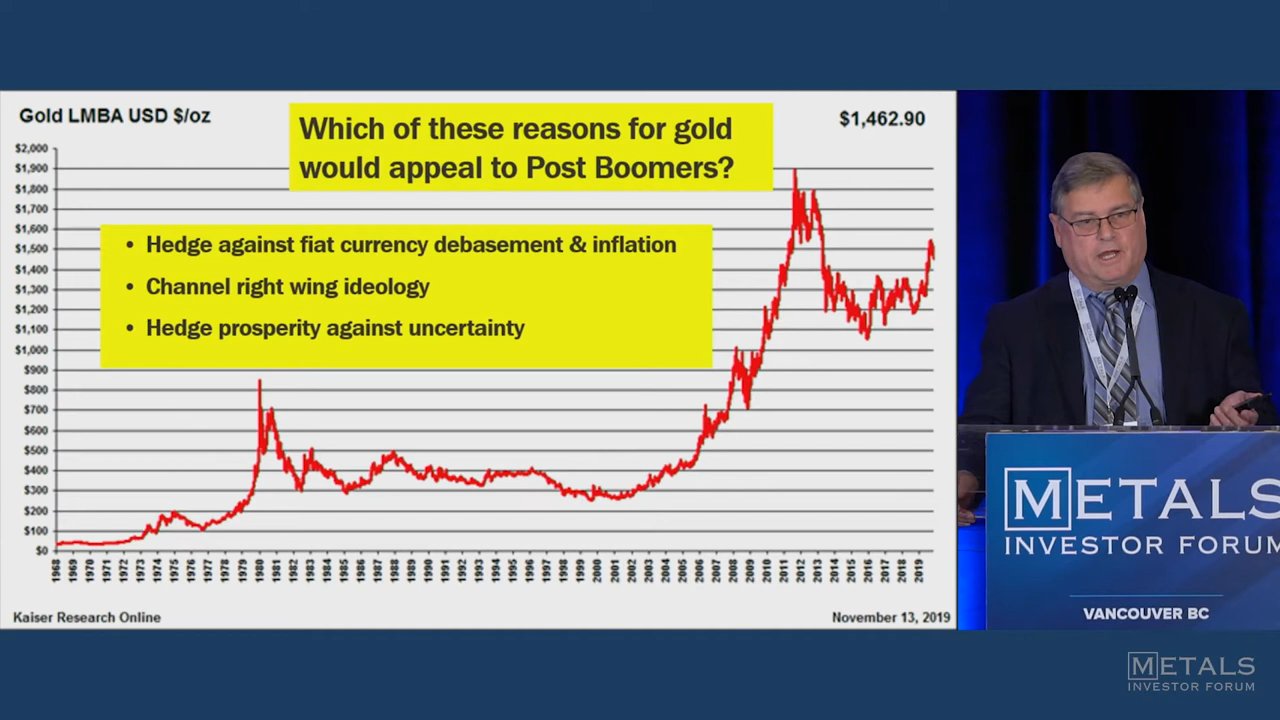 Gold LMBA USD $/oz
Which of these reasons for gold
would appeal to Post Boomers?
$1,462.90
• Hedge against fiat currency debasement & inflation
• Channel right wing ideology
• Hedge prosperity against uncertainty
$2,000
$1,900
$1,800
$1,700
$1,600
$1,500
$1,400
$1,300
$1,200
$1,100
$1,000
$900
$800
$700
$600
$500
$400
$300
$200
$100
$0
1968 1969 1970 1971 1972 1973 1974 1975 1976 1977 1978 1979 1980 1981 1982 1983 1984 1985 1986 1987 1988 1989 1990 1991 1992 1993 1994 1995 1996 1997 1998 1999 2000 2001 2002 2003 2004 2005 2006 2007 2008 2009 2010 2011 2012 2013 2014 2015 2016 2017 2018 2019
Kaiser Research Online
November 13, 2019
METALS
INVESTOR FORUM
VANCOUVER BC
METALS
INVESTOR FORUM